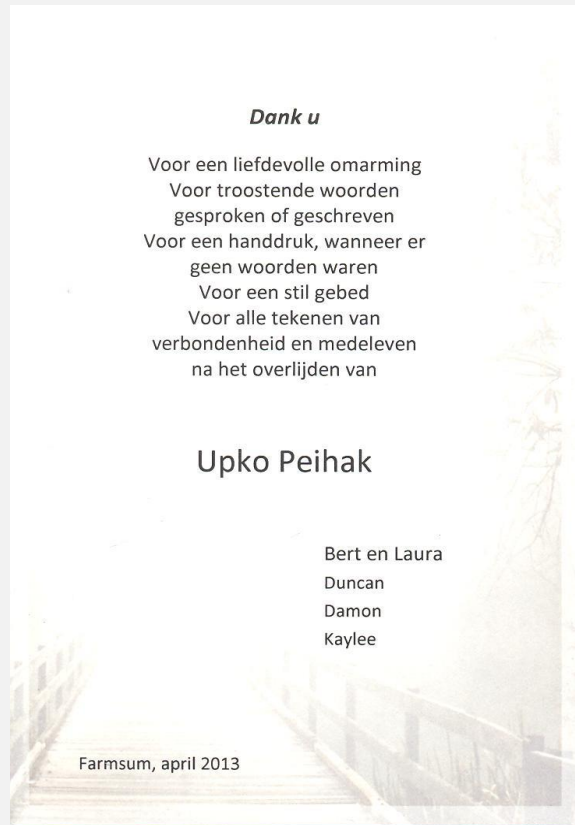 Dank u
Voor een liefdevolle omarming
Voor troostende woorden
gesproken of geschreven
Voor een handdruk, wanneer er
geen woorden waren
Voor een stil gebed
Voor alle tekenen van
verbondenheid en medeleven
na het overlijden van
Upko Peihak
Bert en Laura
Duncan
Damon
Kaylee
Farmsum, april 2013